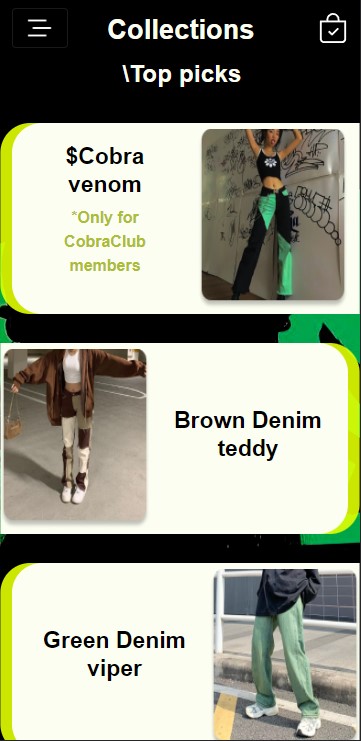 Collections
\Top picks
$Cobra
venom
*Only for
CobraClub
members
Brown Denim
teddy
Green Denim
viper